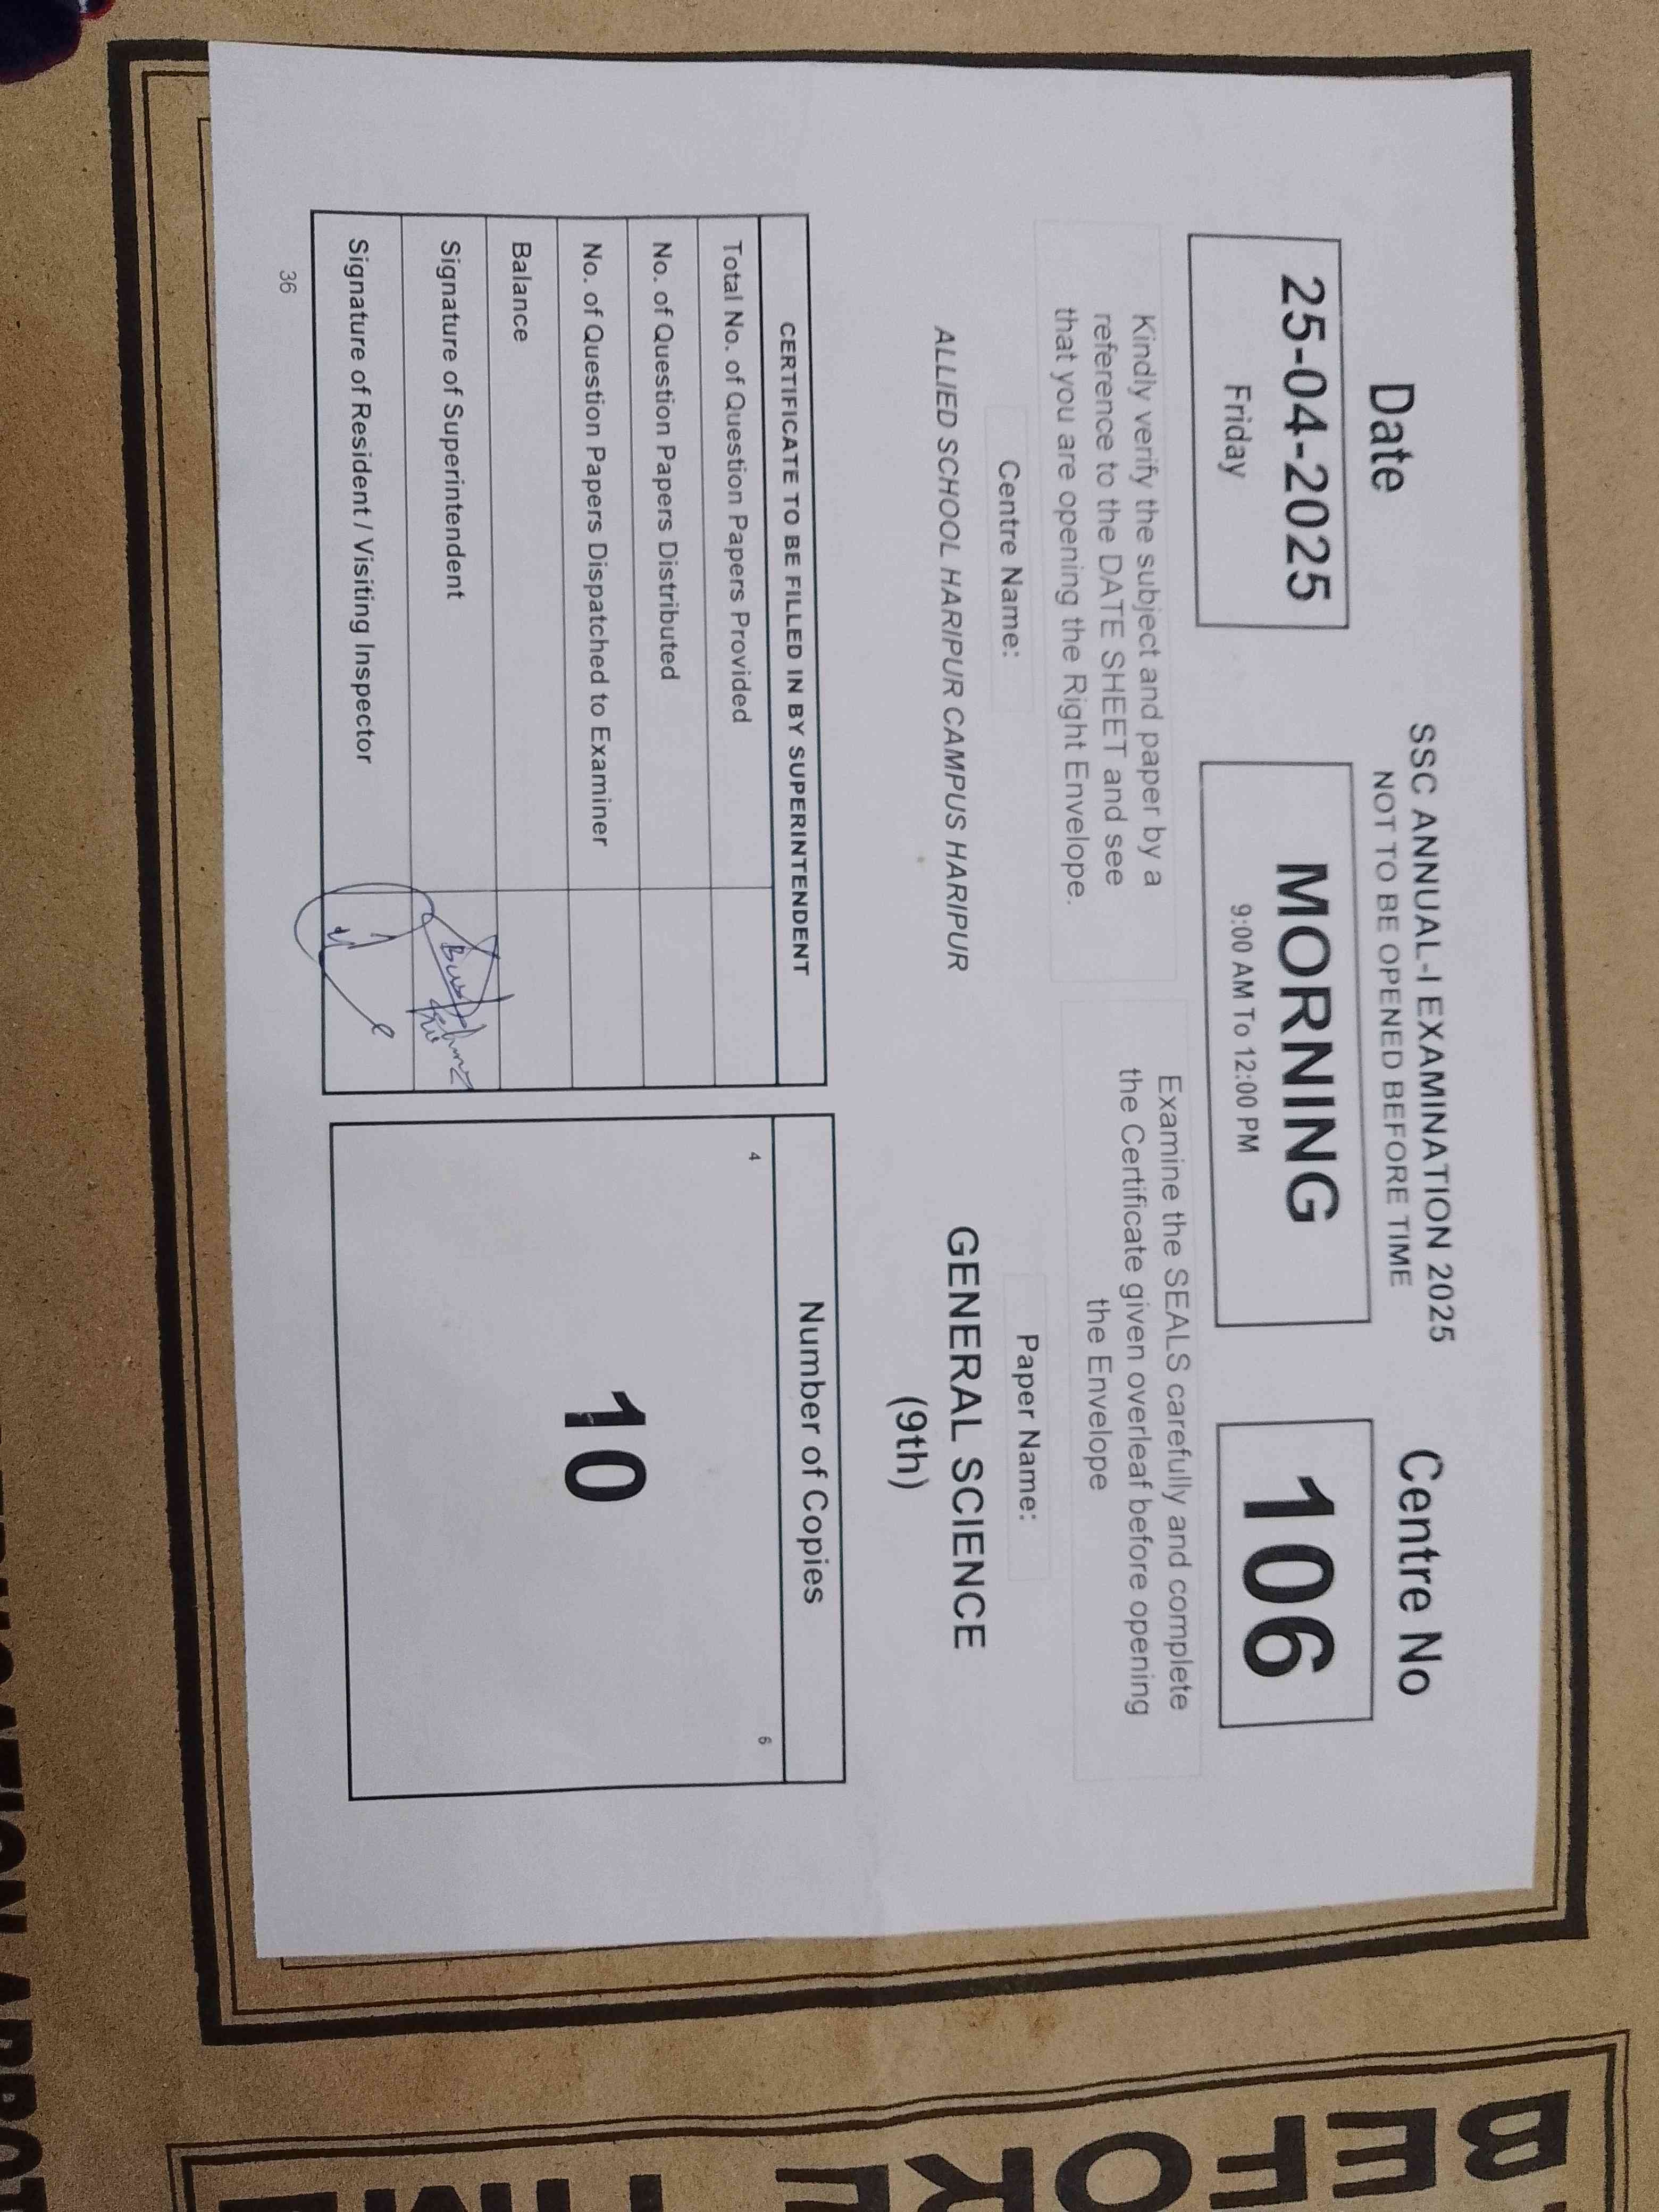 SSC ANNUAL-I EXAMINATION 2025
NOT TO BE OPENED BEFORE TIME
Date
Centre No
25-04-2025
Friday
MORNING
9:00 AM To 12:00 PM
106
Kindly verify the subject and paper by a
reference to the DATE SHEET and see
that you are opening the Right Envelope.
Examine the SEALS carefully and complete
the Certificate given overleaf before opening
the Envelope
Centre Name:
ALLIED SCHOOL HARIPUR CAMPUS HARIPUR
Paper Name:
GENERAL SCIENCE
(9th)
CERTIFICATE TO BE FILLED IN BY SUPERINTENDENT
Total No. of Question Papers Provided
No. of Question Papers Distributed
No. of Question Papers Dispatched to Examiner
Balance
Signature of Superintendent
Signature of Resident / Visiting Inspector
Number of Copies
4
6
10
36